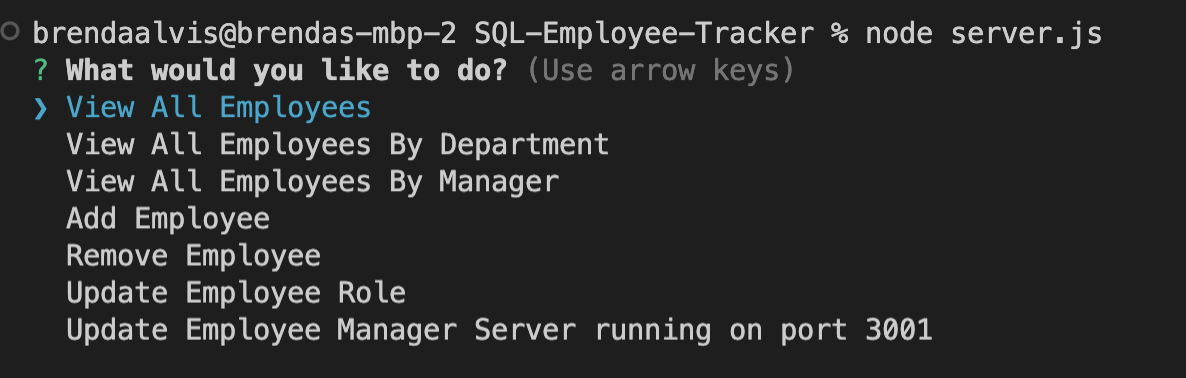 brendaalvis@brendas-mbp-2 SQL-Employee-Tracker % node server.js
? What would you like to do? (Use arrow keys)
❯ View All Employees
View All Employees By Department
View All Employees By Manager
Add Employee
Remove Employee
Update Employee Role
Update Employee Manager Server running on port 3001